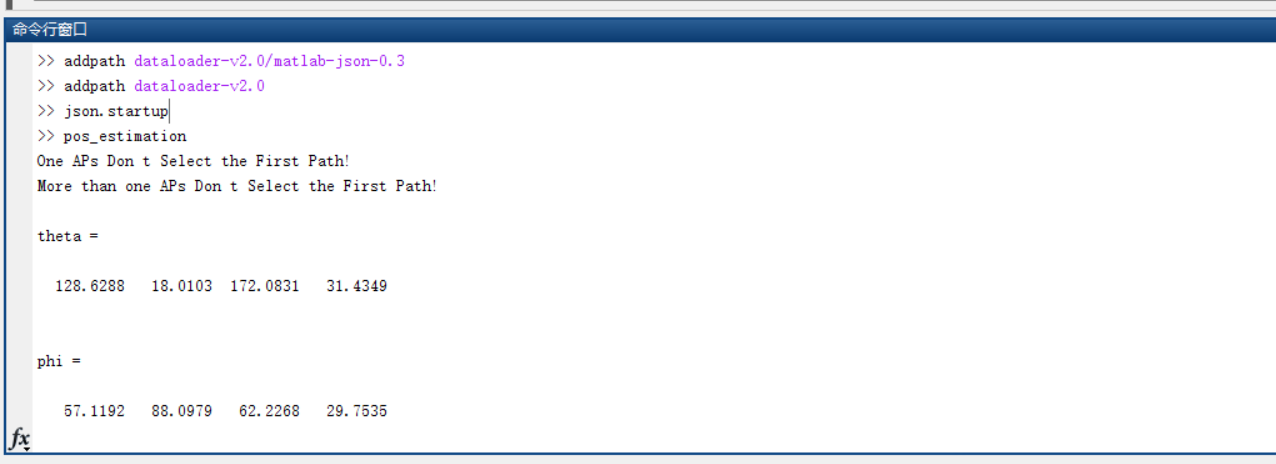 命令行窗口
>> addpath dataloader-v2.0/matlab-json-0.3
>> addpath dataloader-v2.0
>> json.startup
>> pos_estimation
One APs Don t Select the First Path!
More than one APs Don t Select the First Path!
theta =
128.6288 18.0103 172.0831 31.4349
phi =
57.1192 88.0979 62.2268 29.7535
fx